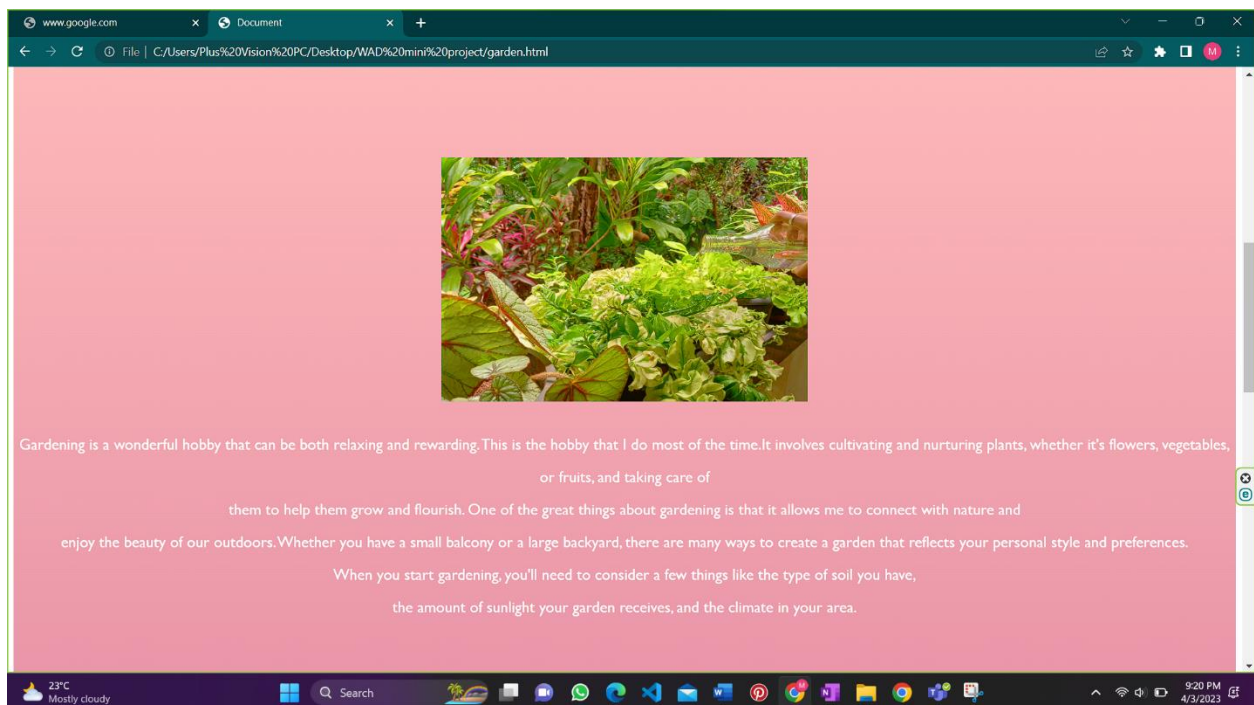 www.google.com
Document
File | C:/Users/Plus%20Vision%20PC/Desktop/WAD%20mini%20project/garden.html
M
Gardening is a wonderful hobby that can be both relaxing and rewarding.This is the hobby that I do most of the time.It involves cultivating and nurturing plants, whether it's flowers, vegetables,
or fruits, and taking care of
them to help them grow and flourish. One of the great things about gardening is that it allows me to connect with nature and
enjoy the beauty of our outdoors.Whether you have a small balcony or a large backyard, there are many ways to create a garden that reflects your personal style and preferences.
When you start gardening, you'll need to consider a few things like the type of soil you have,
the amount of sunlight your garden receives, and the climate in your area.
23°C
Mostly cloudy
Search
9:20 PM
4/3/2023